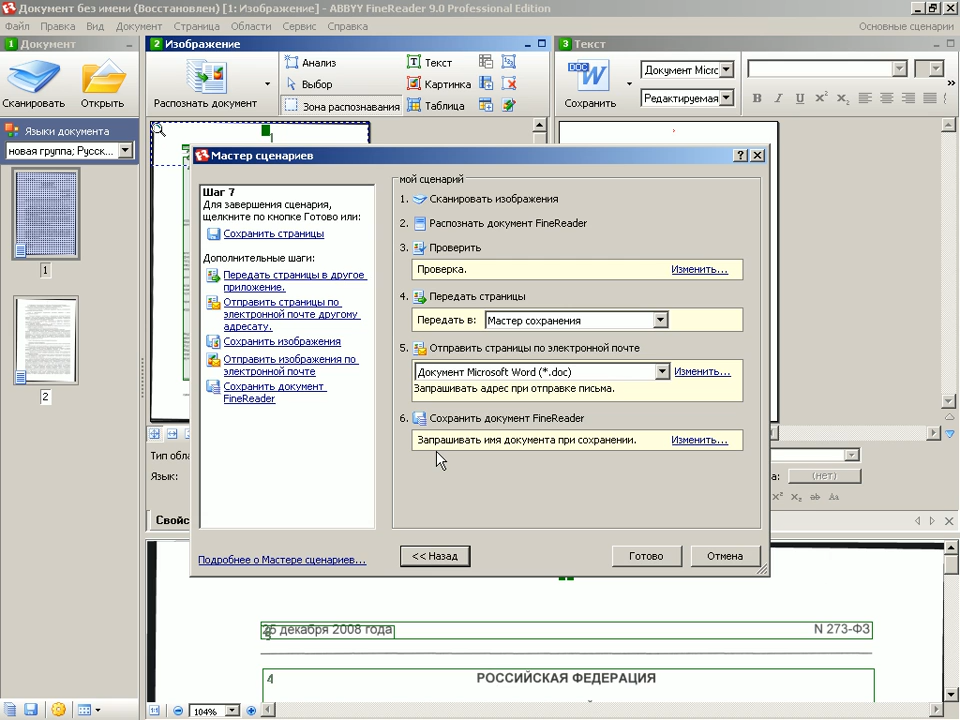 Документ без имени (Восстановлен) [1: Изображение] - ABBYY FineReader 9.0 Professional Edition
Файл Правка Вид Документ Страница Области Сервис Справка Основные сценарии
1 Документ
2 Изображение
3 Текст
Сканировать Открыть
Распознать документ
Анализ
Выбор
Зона распознавания
Текст
Картинка
Таблица
Сохранить
Документ Micro
Редактируемая
Языки документа
новая группа; Русск...
1
2
Мастер сценариев
Шаг 7
Для завершения сценария,
щелкните по кнопке Готово или:
Сохранить страницы
Дополнительные шаги:
Передать страницы в другое
приложение.
Отправить страницы по
электронной почте другому
адресату.
Сохранить изображения
Отправить изображения по
электронной почте
Сохранить документ
FineReader
мой сценарий
1. Сканировать изображения
2. Распознать документ FineReader
3. Проверить
Проверка. Изменить...
4. Передать страницы
Передать в: Мастер сохранения
5. Отправить страницы по электронной почте
Документ Microsoft Word (*.doc) Изменить...
Запрашивать адрес при отправке письма.
6. Сохранить документ FineReader
Запрашивать имя документа при сохранении. Изменить...
Подробнее о Мастере сценариев...
<< Назад Готово Отмена
Тип обла
Язык:
а: (нет)
Свойс
25 декабря 2008 года N 273-ФЗ
4 РОССИЙСКАЯ ФЕДЕРАЦИЯ
104%